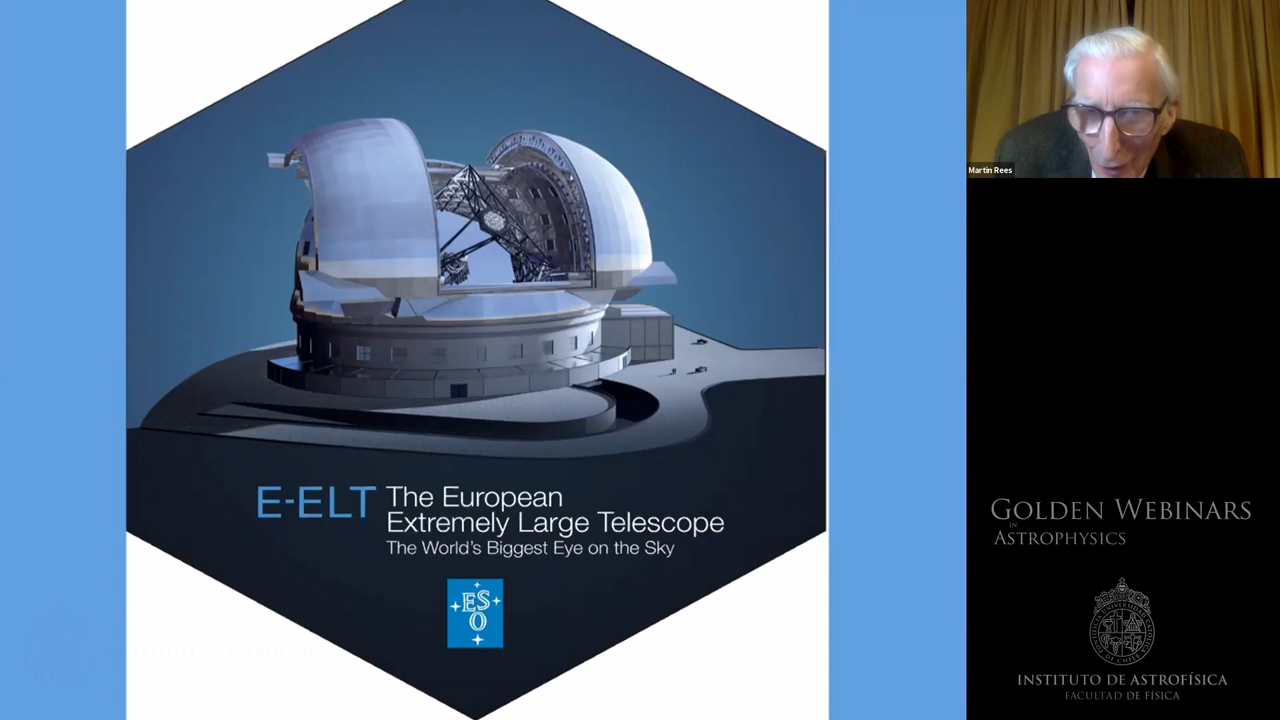 E-ELT The European
Extremely Large Telescope
The World's Biggest Eye on the Sky
ESO
Martin Rees
GOLDEN WEBINARS
IN
ASTROPHYSICS
INSTITUTO DE ASTROFÍSICA
FACULTAD DE FÍSICA